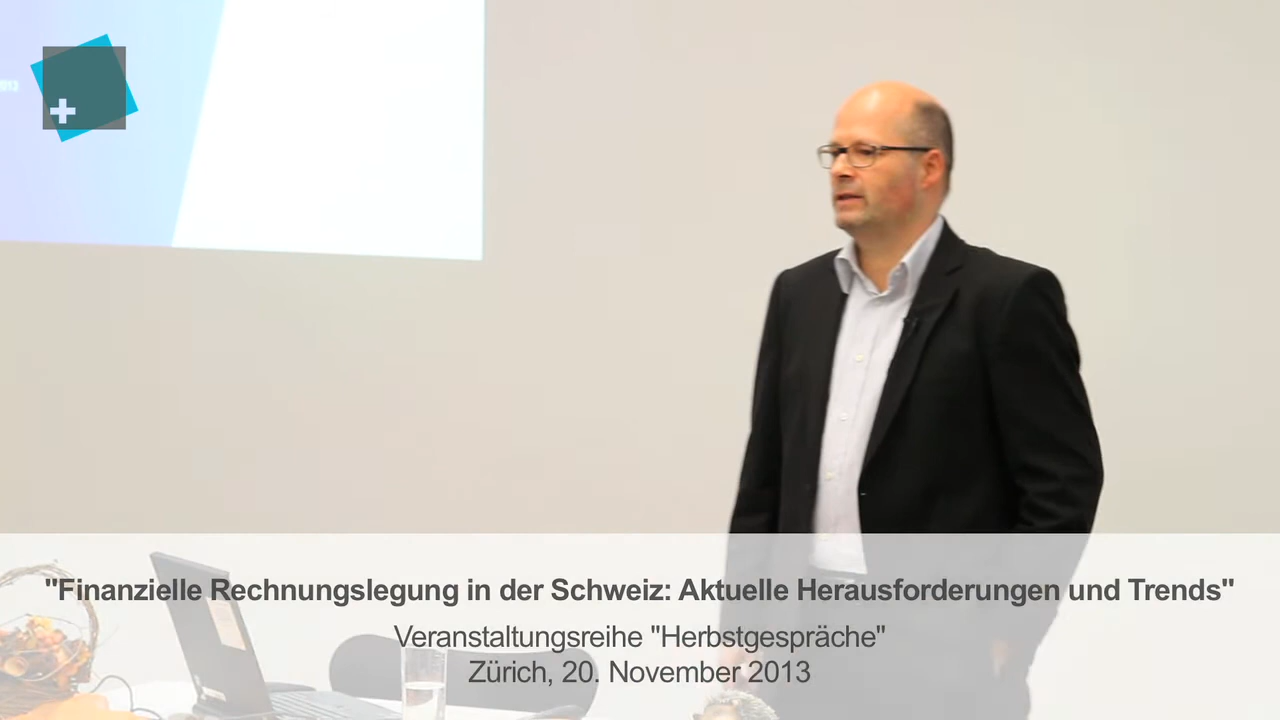 "Finanzielle Rechnungslegung in der Schweiz: Aktuelle Herausforderungen und Trends"
Veranstaltungsreihe "Herbstgespräche"
Zürich, 20. November 2013